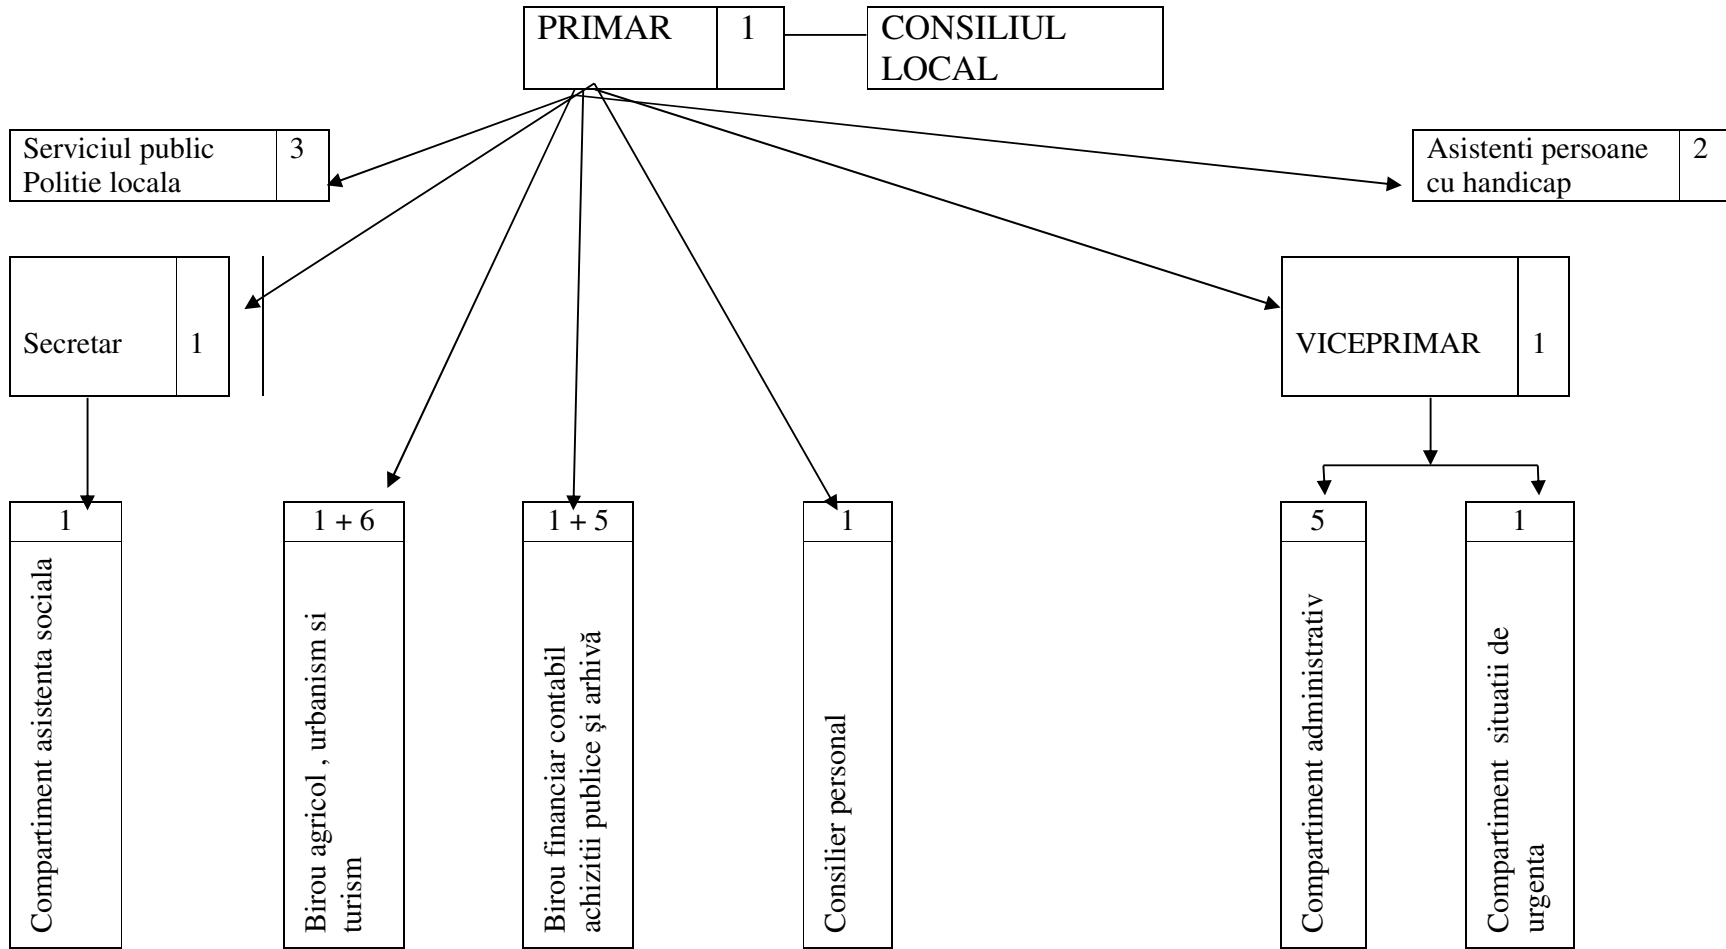 PRIMAR 1
CONSILIUL
LOCAL
Serviciul public 3
Politie locala
Asistenti persoane 2
cu handicap
Secretar 1
VICEPRIMAR 1
1
Compartiment asistenta sociala
1 + 6
Birou agricol , urbanism si
turism
1 + 5
Birou financiar contabil
achizitii publice şi arhivă
1
Consilier personal
5
Compartiment administrativ
1
Compartiment situatii de
urgenta